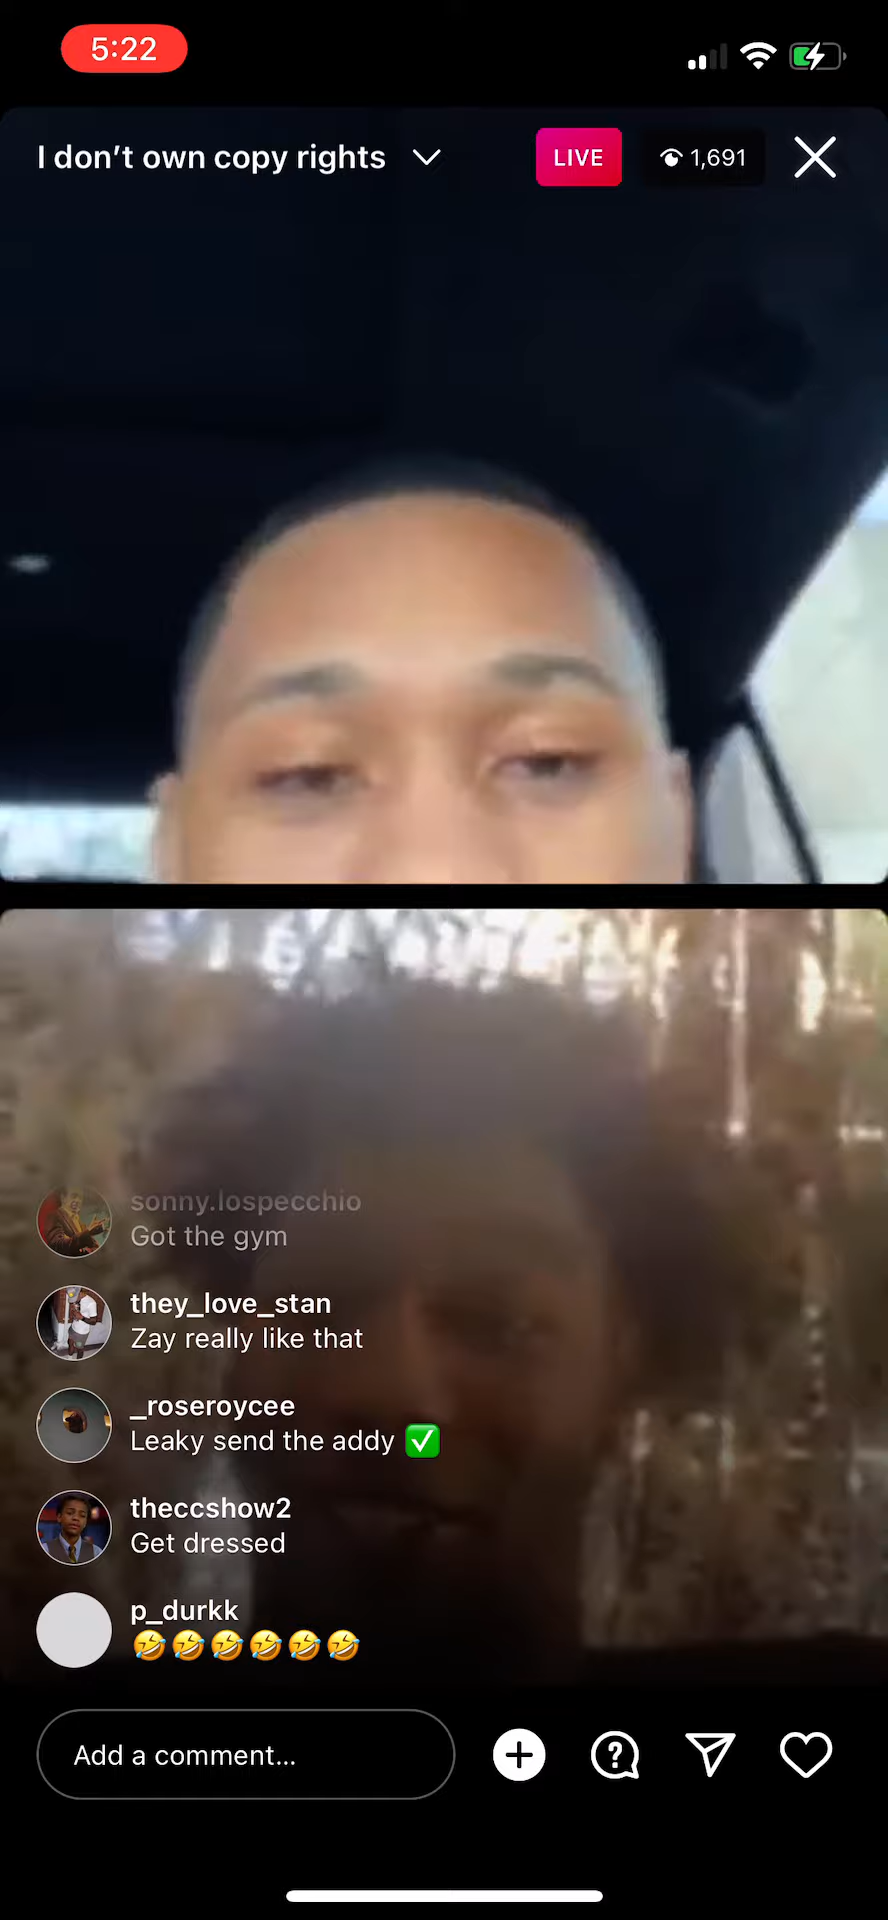 5:22
I don’t own copy rights
LIVE
1,691
sonny.lospecchio
Got the gym
they_love_stan
Zay really like that
_roseroycee
Leaky send the addy ✅
theccshow2
Get dressed
p_durkk
🤣🤣🤣🤣🤣🤣
Add a comment...